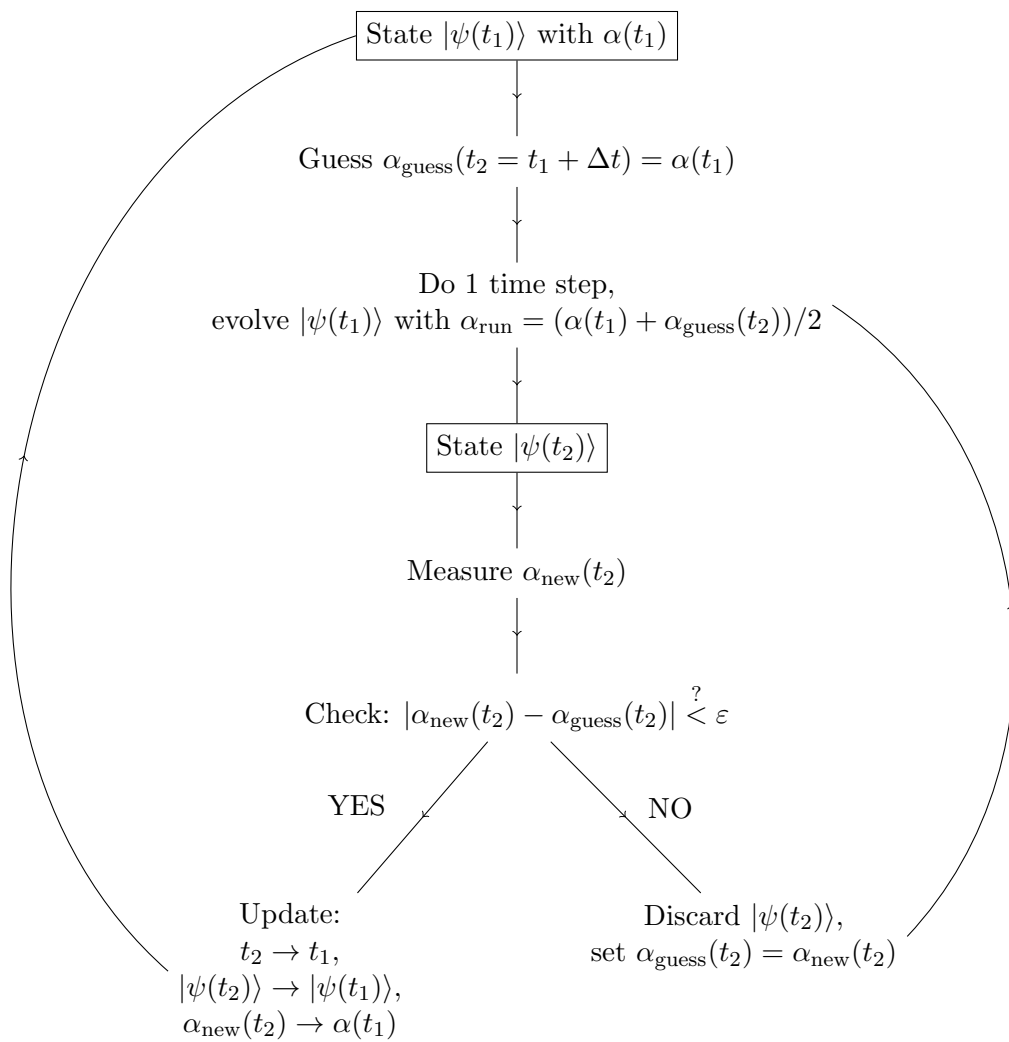 State |ψ(t₁)⟩ with α(t₁)
Guess α_guess(t₂ = t₁ + Δt) = α(t₁)
Do 1 time step,
evolve |ψ(t₁)⟩ with α_run = (α(t₁) + α_guess(t₂))/2
State |ψ(t₂)⟩
Measure α_new(t₂)
Check: |α_new(t₂) − α_guess(t₂)| <? ε
YES
NO
Update:
t₂ → t₁,
|ψ(t₂)⟩ → |ψ(t₁)⟩,
α_new(t₂) → α(t₁)
Discard |ψ(t₂)⟩,
set α_guess(t₂) = α_new(t₂)